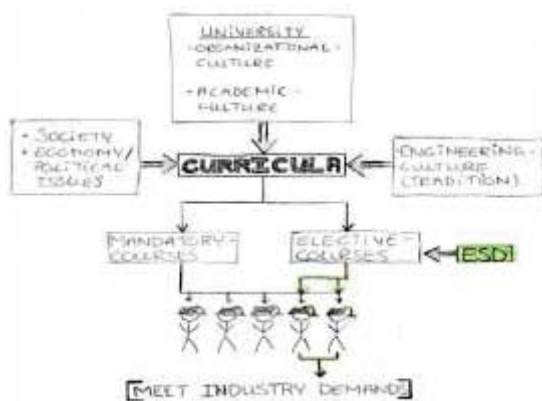 UNIVERSITY
-ORGANIZATIONAL-
CULTURE
-ACADEMIC-
CULTURE
• SOCIETY
• ECONOMY/
POLITICAL
ISSUES
CURRICULA
-ENGINEERING-
CULTURE
(TRADITION)
MANDATORY-
COURSES
ELECTIVE-
COURSES
ESD
[MEET INDUSTRY DEMANDS]